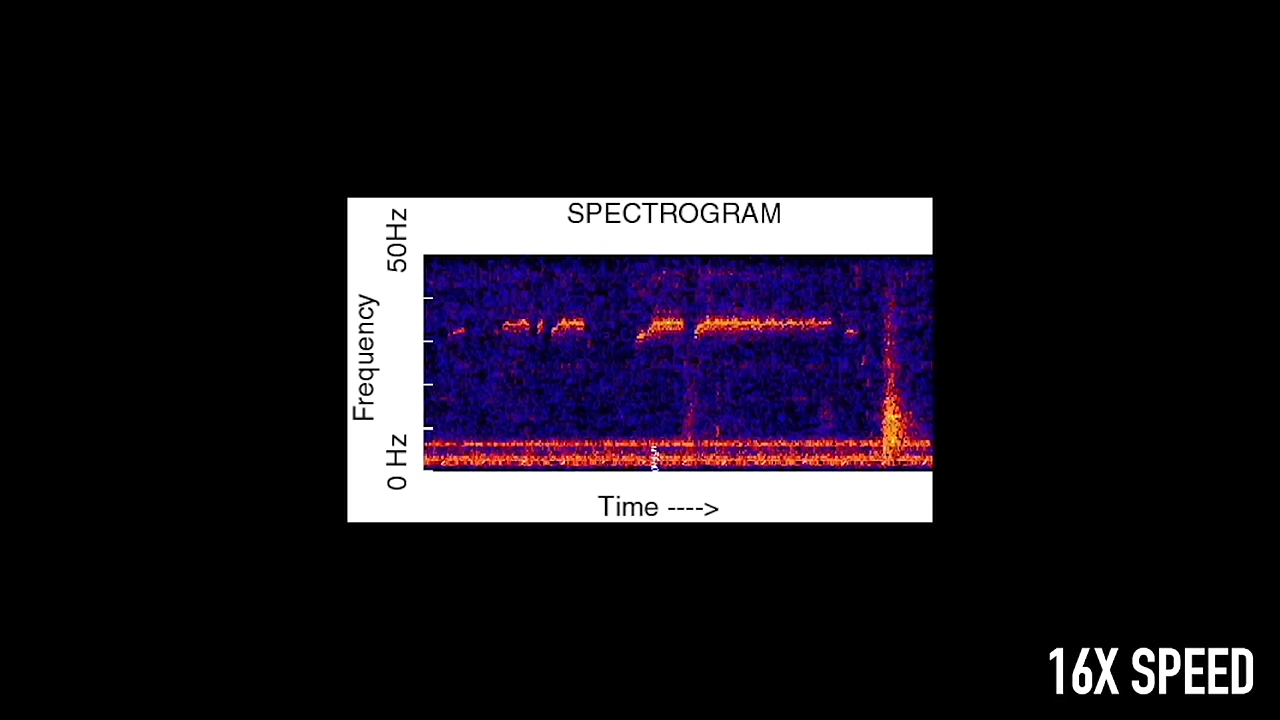 SPECTROGRAM
50Hz
Frequency
0 Hz
Time ---->
16X SPEED